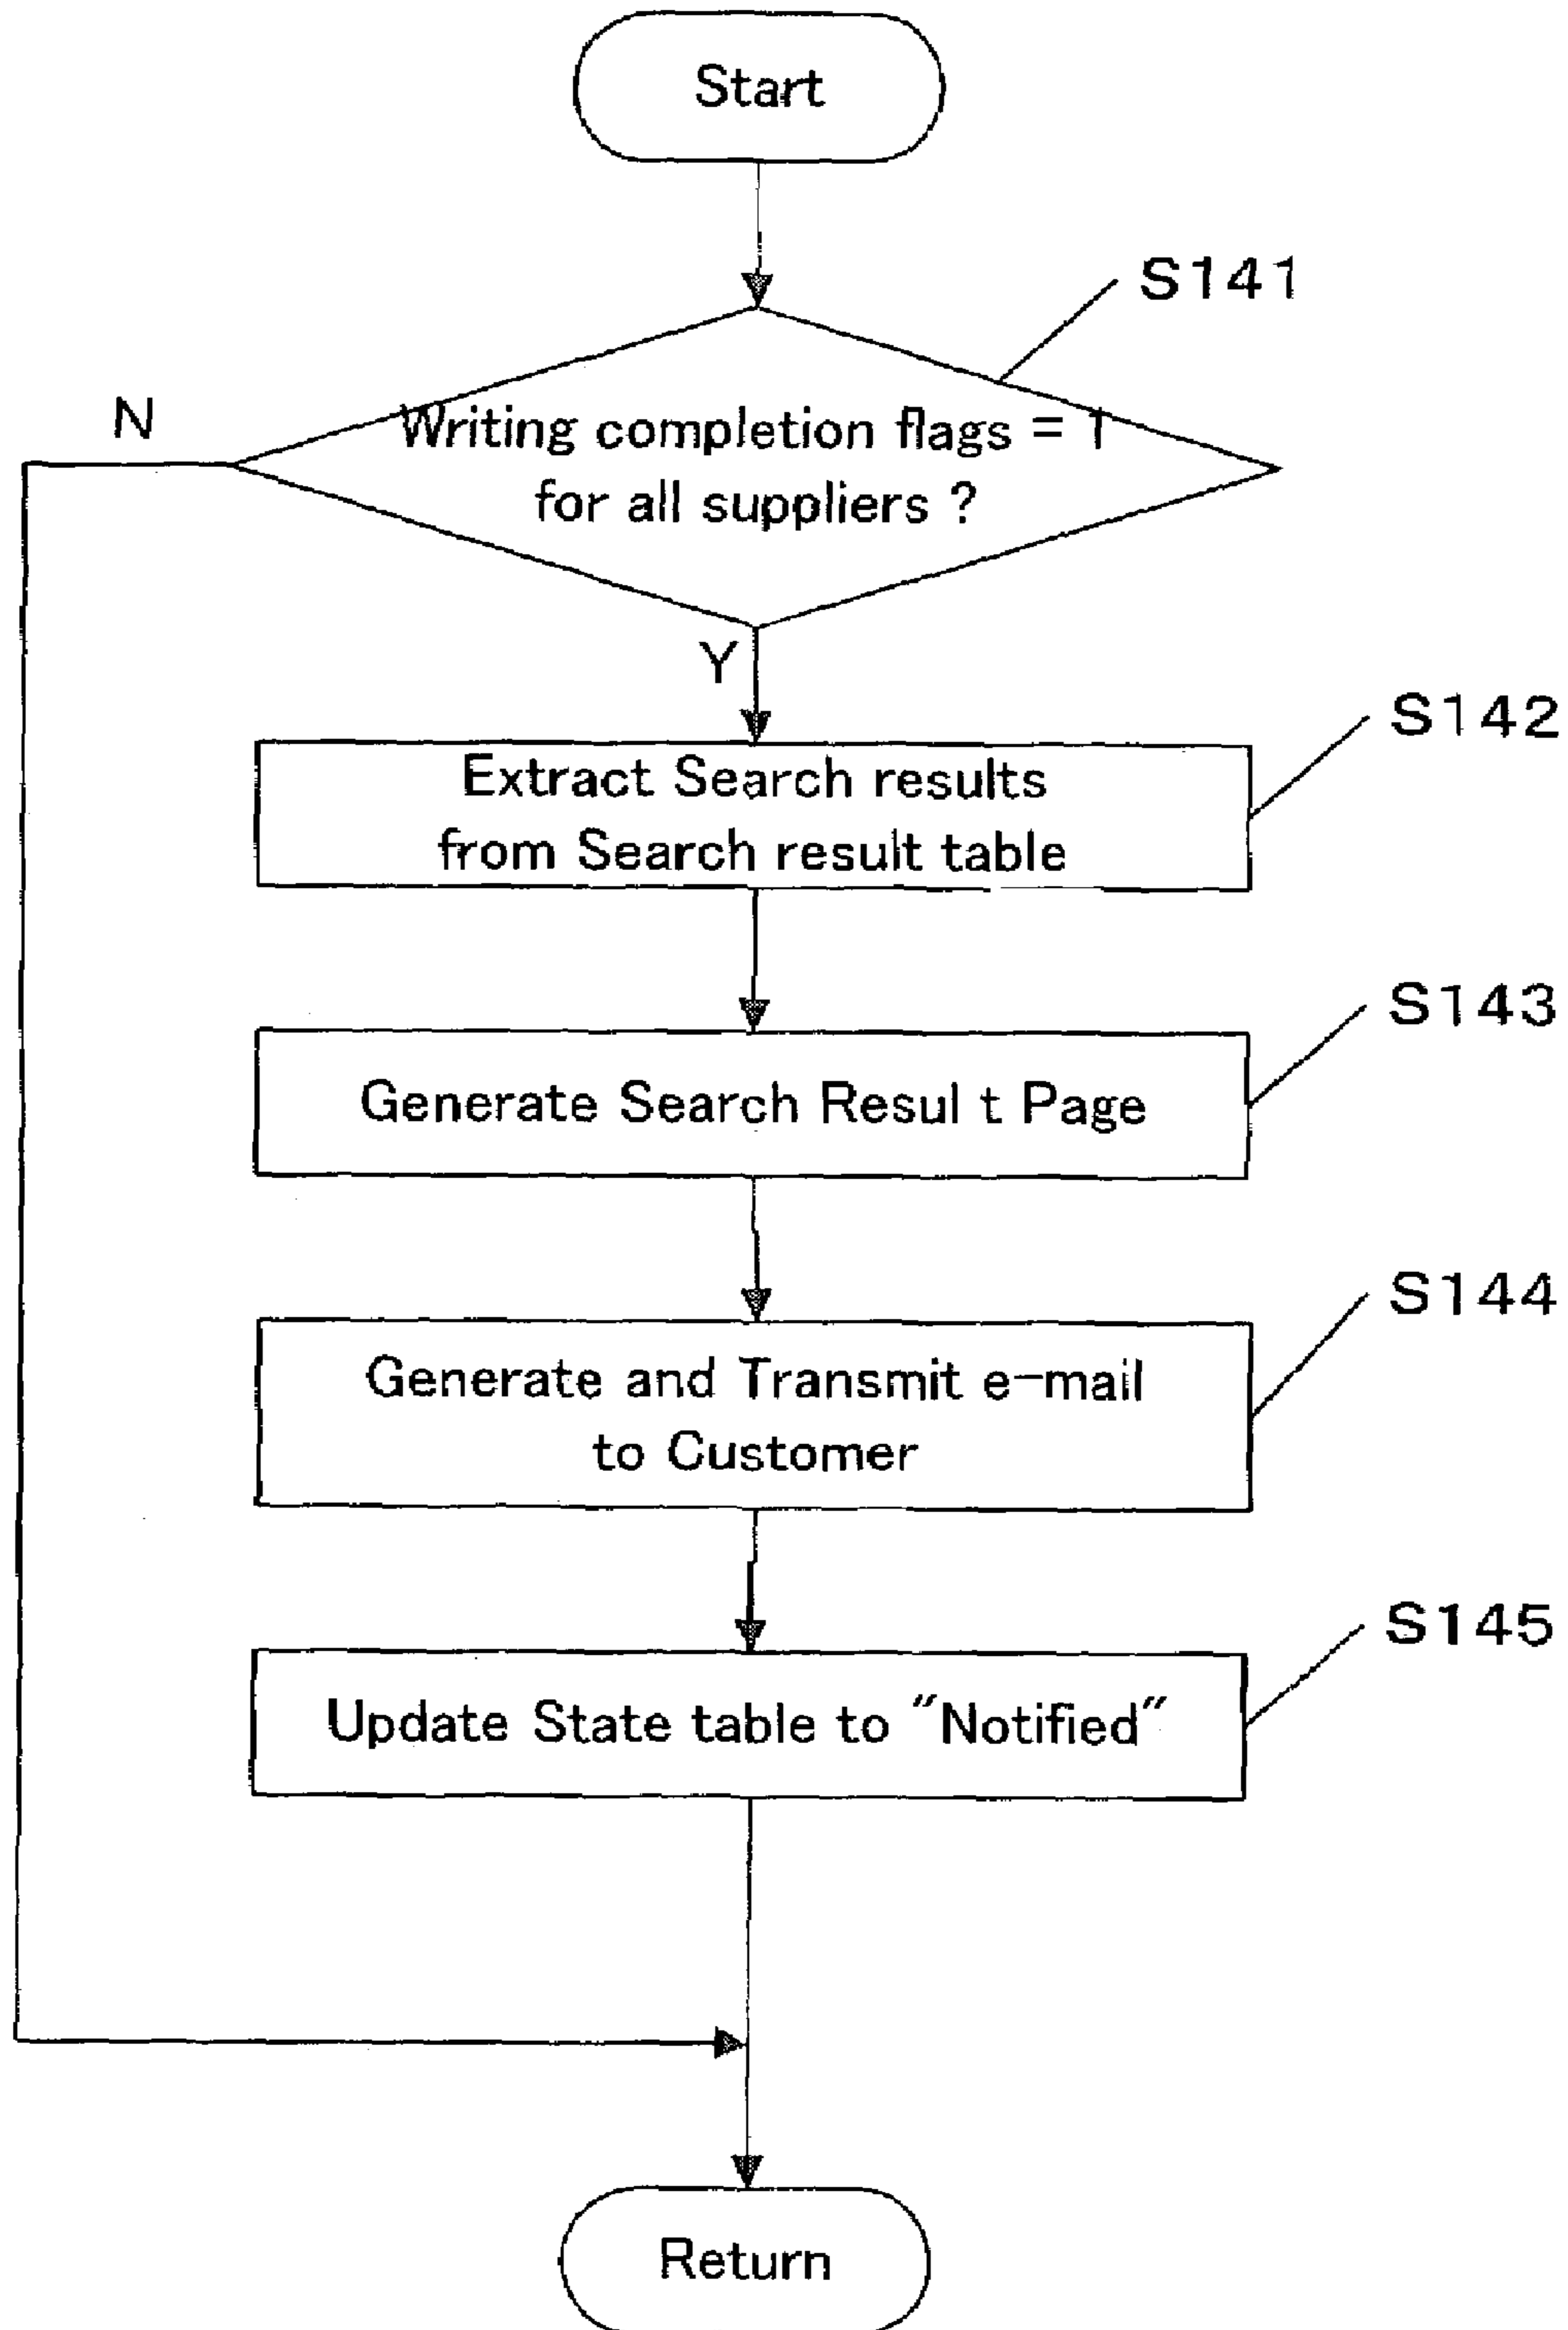 Start
S141
N
Writing completion flags = 1
for all suppliers ?
Y
S142
Extract Search results
from Search result table
S143
Generate Search Resul t Page
S144
Generate and Transmit e-mail
to Customer
S145
Update State table to "Notified"
Return